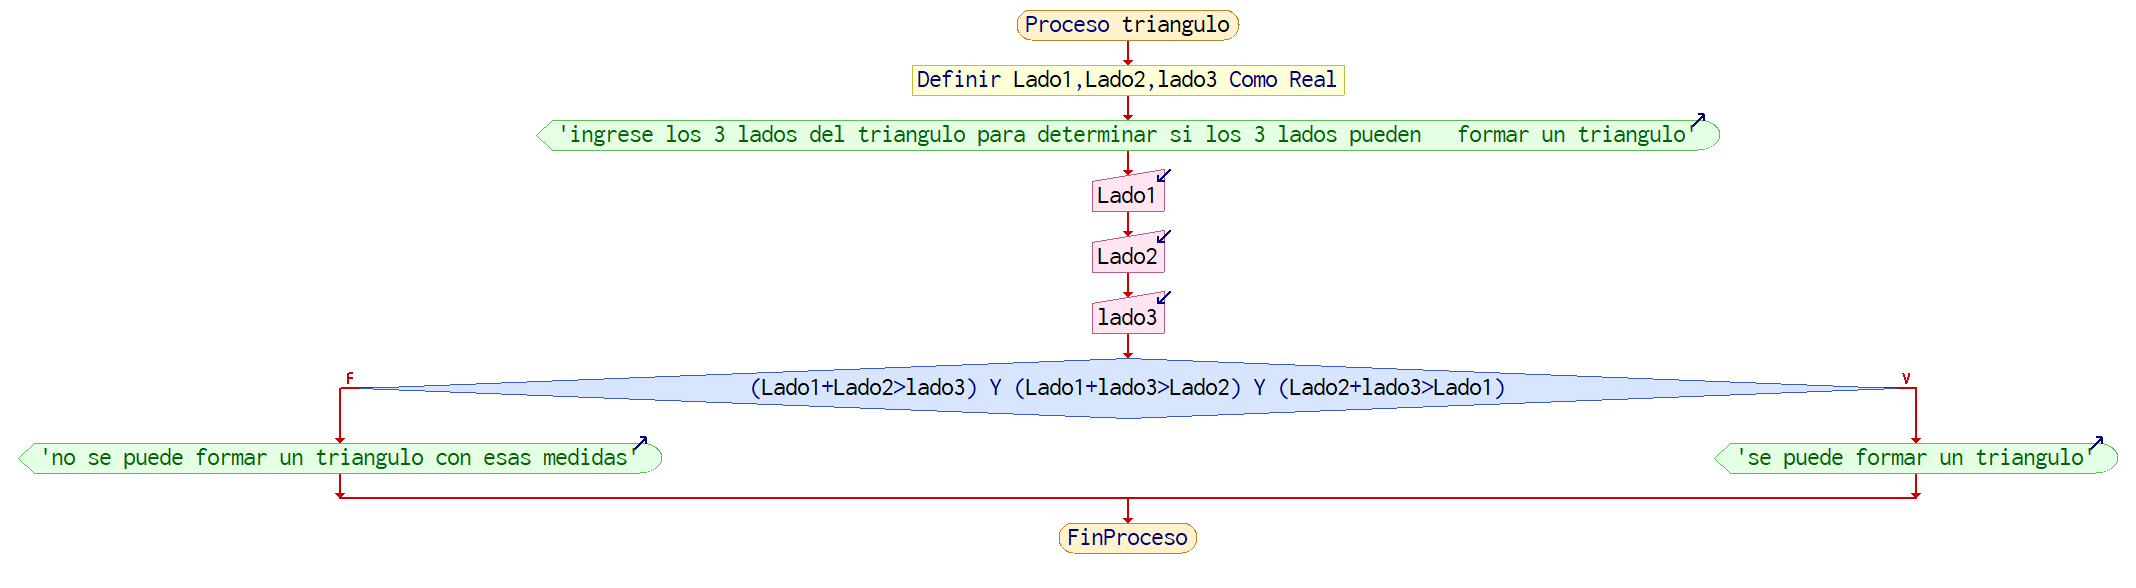 Proceso triangulo
Definir Lado1,Lado2,lado3 Como Real
'ingrese los 3 lados del triangulo para determinar si los 3 lados pueden   formar un triangulo'
Lado1
Lado2
lado3
F
(Lado1+Lado2>lado3) Y (Lado1+lado3>Lado2) Y (Lado2+lado3>Lado1)
V
'no se puede formar un triangulo con esas medidas'
'se puede formar un triangulo'
FinProceso